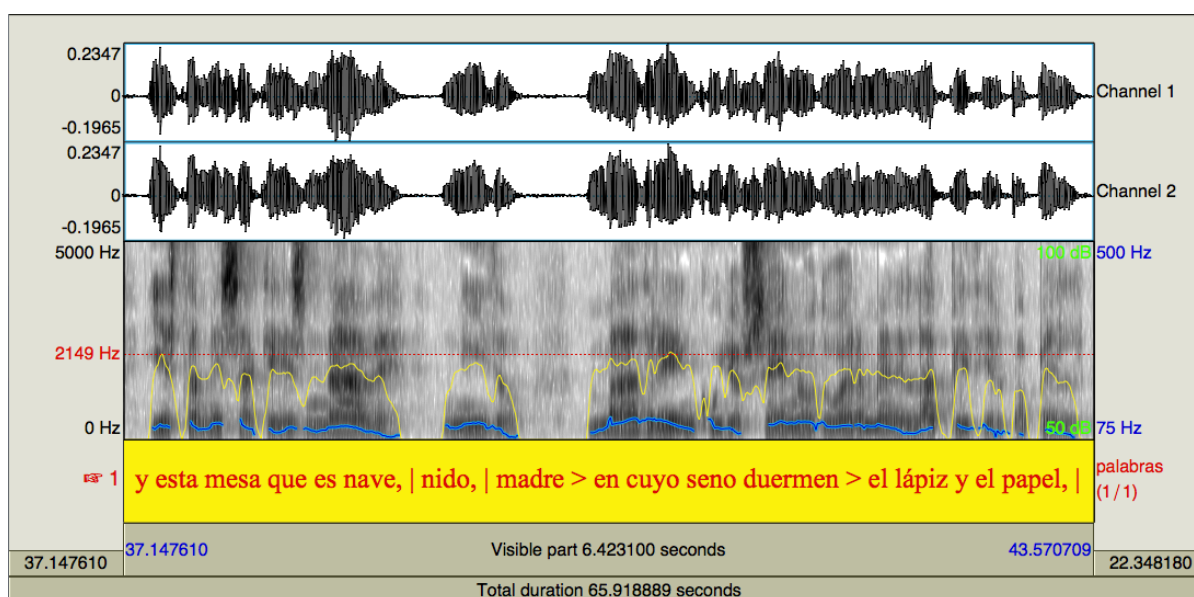 0.2347
0
-0.1965
Channel 1
0.2347
0
-0.1965
Channel 2
5000 Hz
100 dB
500 Hz
2149 Hz
0 Hz
50 dB
75 Hz
☞ 1
y esta mesa que es nave, | nido, | madre > en cuyo seno duermen > el lápiz y el papel, |
palabras
(1/1)
37.147610
37.147610
Visible part 6.423100 seconds
43.570709
22.348180
Total duration 65.918889 seconds